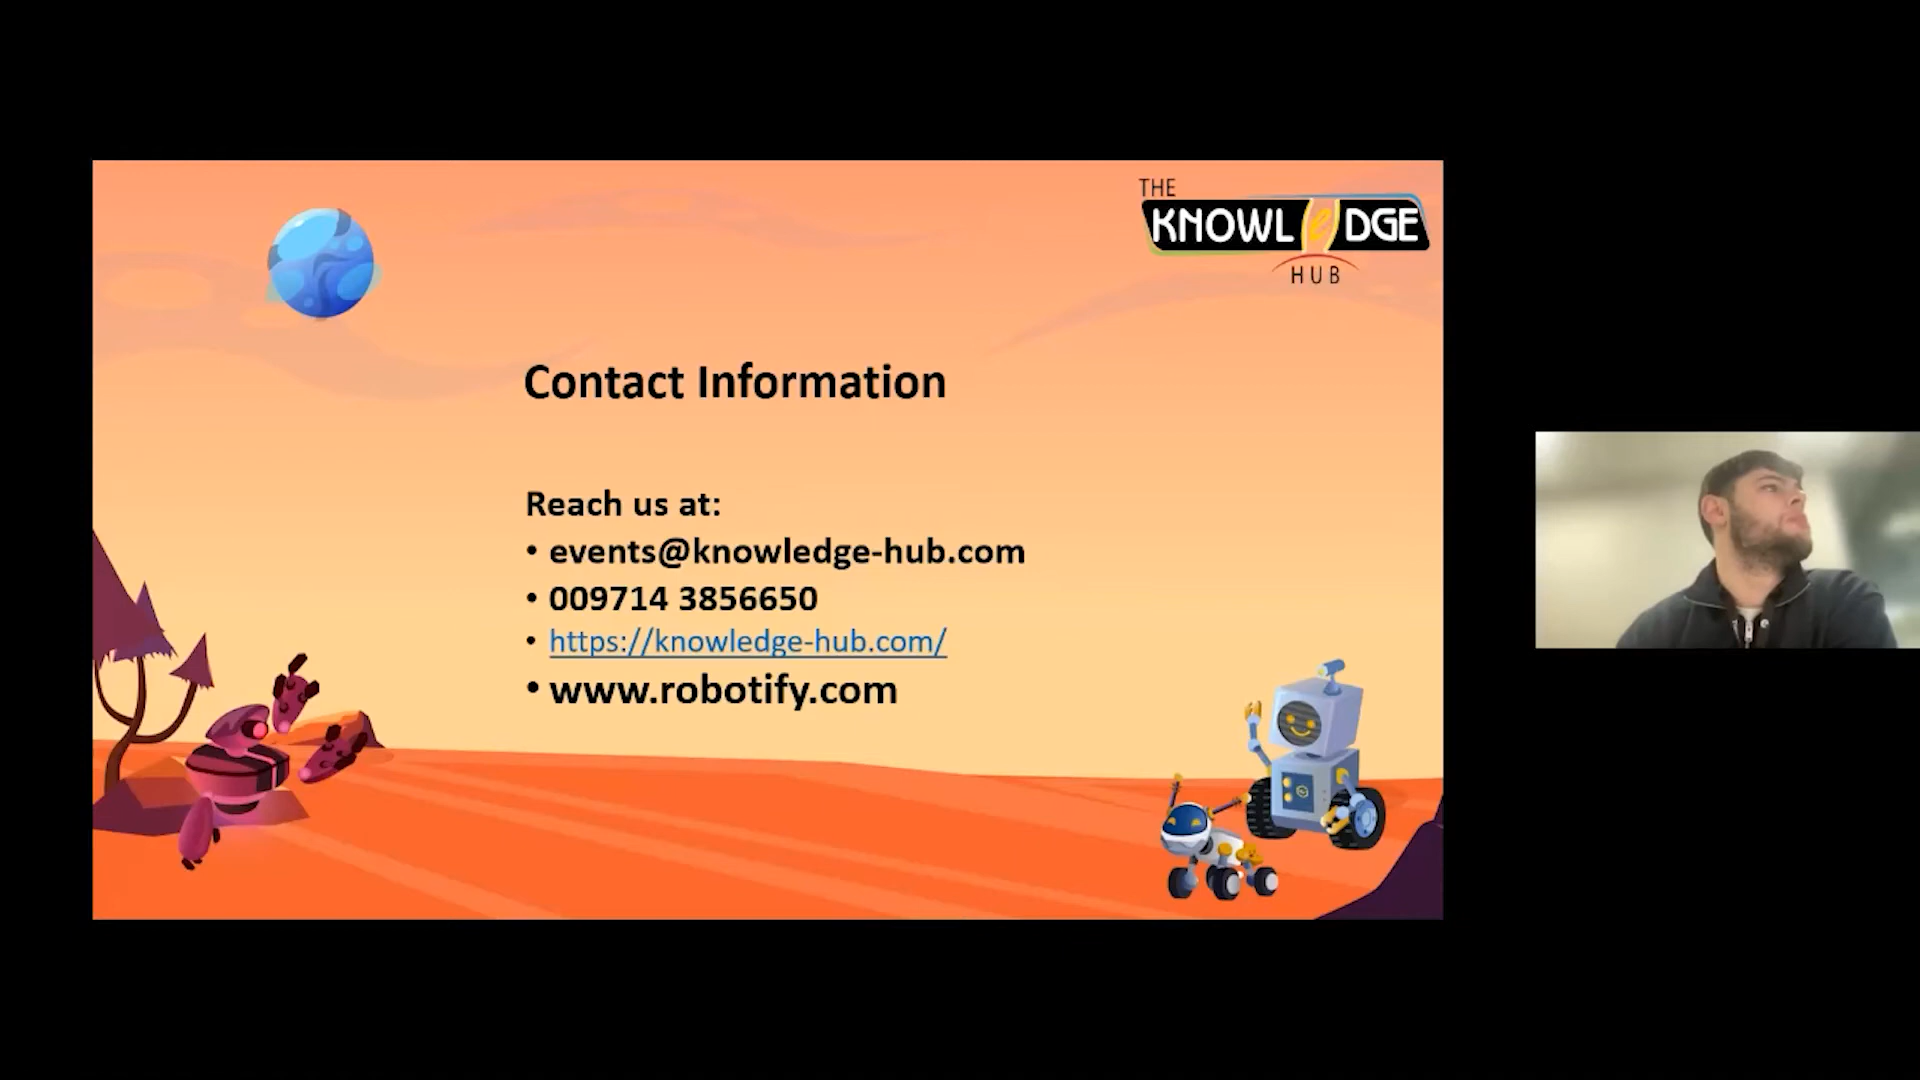 THE
KNOWLeDGE
HUB
Contact Information
Reach us at:
• events@knowledge-hub.com
• 009714 3856650
• https://knowledge-hub.com/
• www.robotify.com